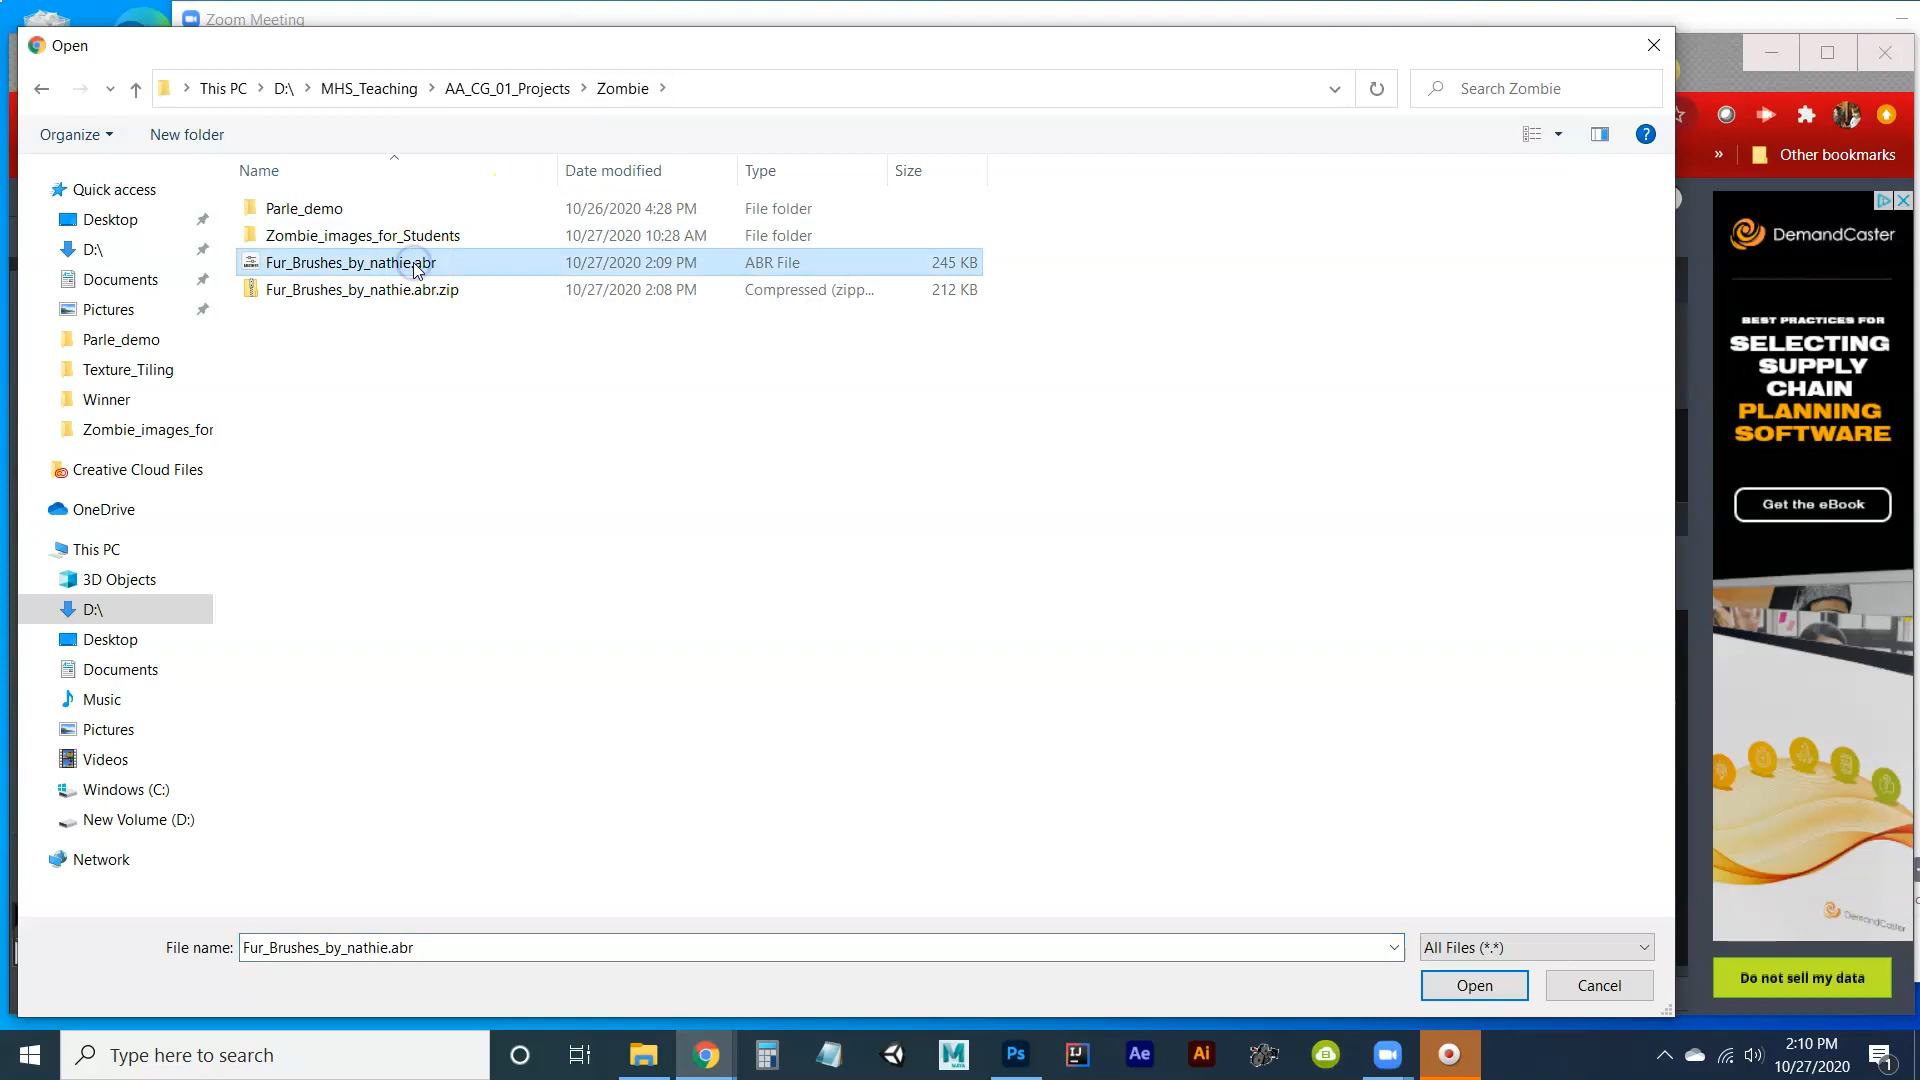 Zoom Meeting
Open
This PC > D:\ > MHS_Teaching > AA_CG_01_Projects > Zombie >
Search Zombie
Organize
New folder
» Other bookmarks
Name Date modified Type Size
Parle_demo 10/26/2020 4:28 PM File folder
Zombie_images_for_Students 10/27/2020 10:28 AM File folder
Fur_Brushes_by_nathie.abr 10/27/2020 2:09 PM ABR File 245 KB
Fur_Brushes_by_nathie.abr.zip 10/27/2020 2:08 PM Compressed (zipp... 212 KB
Quick access
Desktop
D:\
Documents
Pictures
Parle_demo
Texture_Tiling
Winner
Zombie_images_for
Creative Cloud Files
OneDrive
This PC
3D Objects
D:\
Desktop
Documents
Music
Pictures
Videos
Windows (C:)
New Volume (D:)
Network
DemandCaster
BEST PRACTICES FOR
SELECTING
SUPPLY
CHAIN
PLANNING
SOFTWARE
Get the eBook
DemandCaster
Do not sell my data
File name: Fur_Brushes_by_nathie.abr
All Files (*.*)
Open
Cancel
Type here to search
M
MAYA
Ps
IJ
Ae
Ai
B
2:10 PM
10/27/2020
1